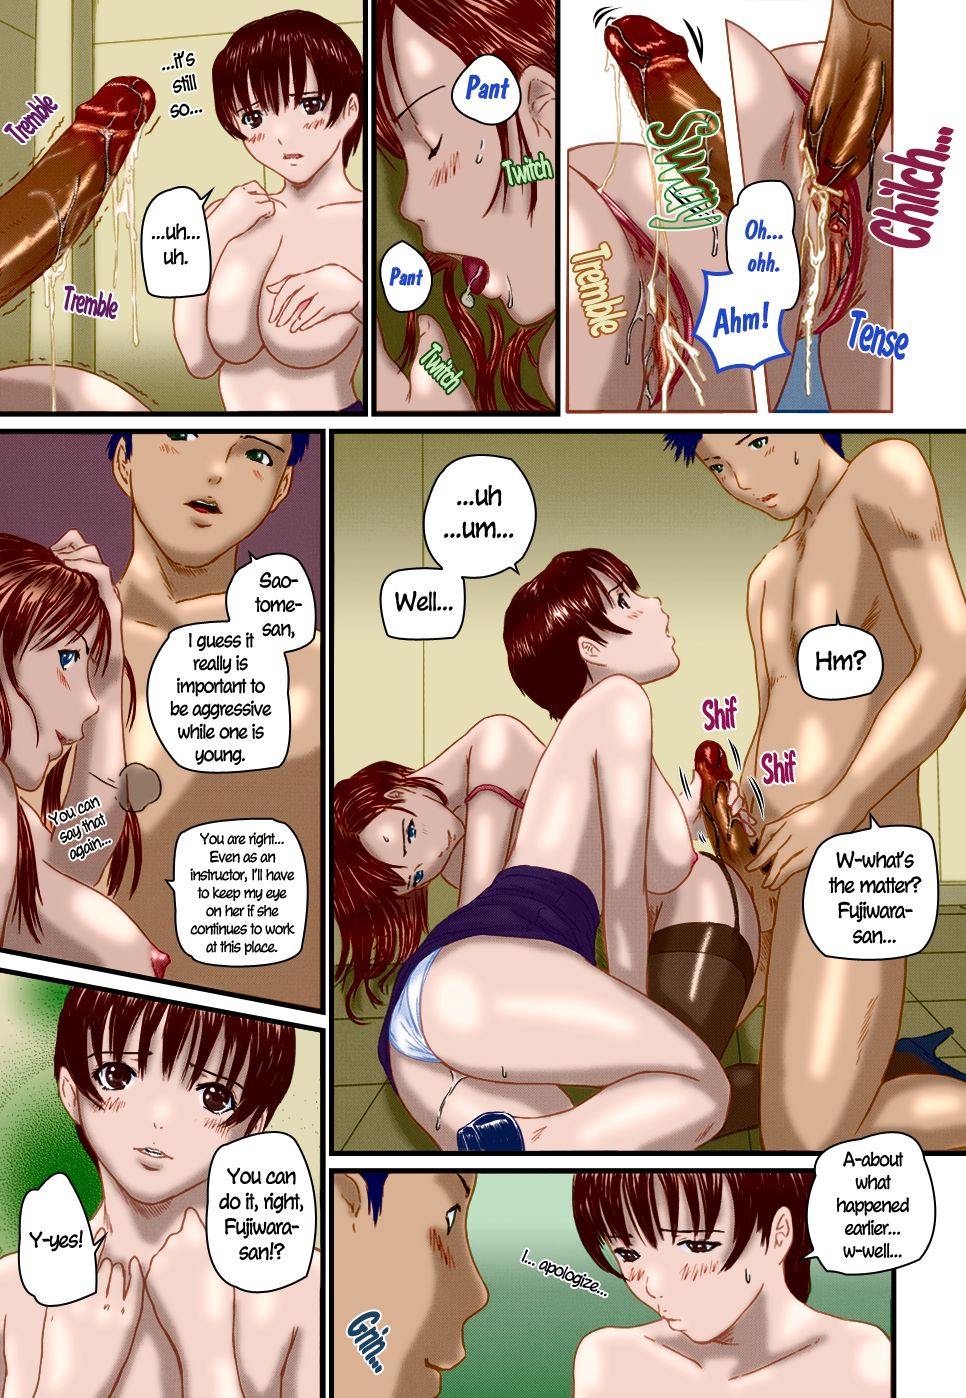 Chilch...
Tense
Oh...
ohh.
Ahm!
Swrrr
Tremble
Pant
Twitch
Pant
Twitch
...it's
still
so...
Tremble
...uh...
uh.
Tremble
...uh
...um...
Well...
Hm?
Shif
Shif
W-what's
the matter?
Fujiwara-
san...
Sao-
tome-
san,
I guess it
really is
important to
be aggressive
while one is
young.
You can
say that
again...
You are right...
Even as an
instructor, I'll have
to keep my eye
on her if she
continues to work
at this place.
A-about
what
happened
earlier...
w-well...
I... apologize...
Grin...
You can
do it, right,
Fujiwara-
san!?
Y-yes!